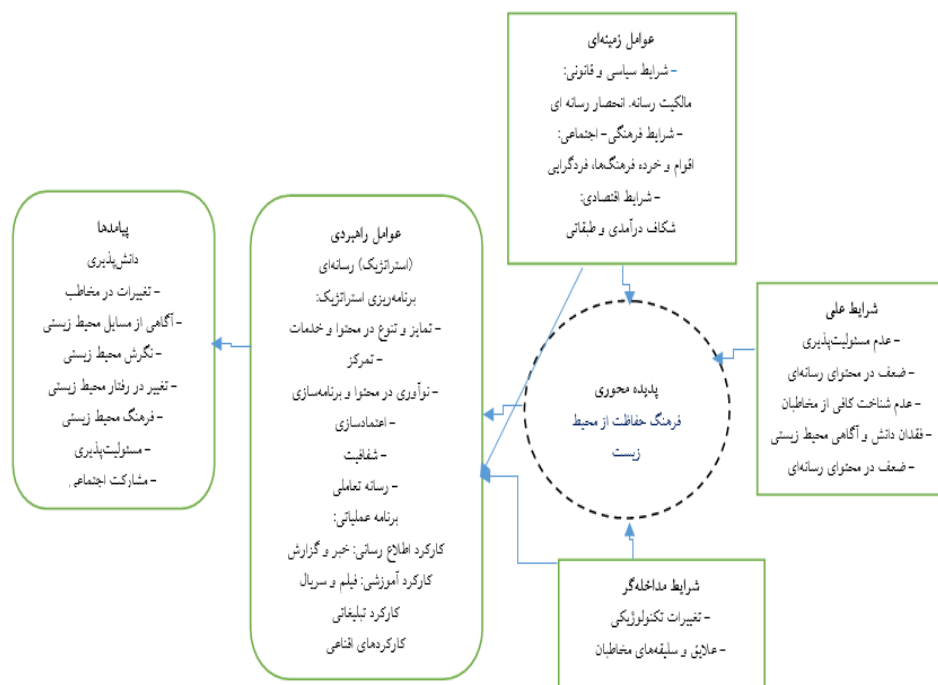 عوامل زمینه‌ای
- شرایط سیاسی و قانونی:
مالکیت رسانه. انحصار رسانه ای
- شرایط فرهنگی- اجتماعی:
اقوام و خرده فرهنگ‌ها، فردگرایی
- شرایط اقتصادی:
شکاف درآمدی و طبقاتی
شرایط علی
- عدم مسئولیت‌پذیری
- ضعف در محتوای رسانه‌ای
- عدم شناخت کافی از مخاطبان
- فقدان دانش و آگاهی محیط زیستی
- ضعف در محتوای رسانه‌ای
پدیده محوری
فرهنگ حفاظت از محیط
زیست
شرایط مداخله‌گر
- تغییرات تکنولوژیکی
- علایق و سلیقه‌های مخاطبان
عوامل راهبردی
(استراتژیک) رسانه‌ای
برنامه‌ریزی استراتژیک:
- تمایز و تنوع در محتوا و خدمات
- تمرکز
- نوآوری در محتوا و برنامه‌سازی
- اعتمادسازی
- شفافیت
- رسانه تعاملی
برنامه عملیاتی:
کارکرد اطلاع رسانی: خبر و گزارش
کارکرد آموزشی: فیلم و سریال
کارکرد تبلیغاتی
کارکردهای اقناعی
پیامدها
دانش‌پذیری
- تغییرات در مخاطب
- آگاهی از مسایل محیط زیستی
- نگرش محیط زیستی
- تغییر در رفتار محیط زیستی
- فرهنگ محیط زیستی
- مسئولیت‌پذیری
- مشارکت اجتماعی